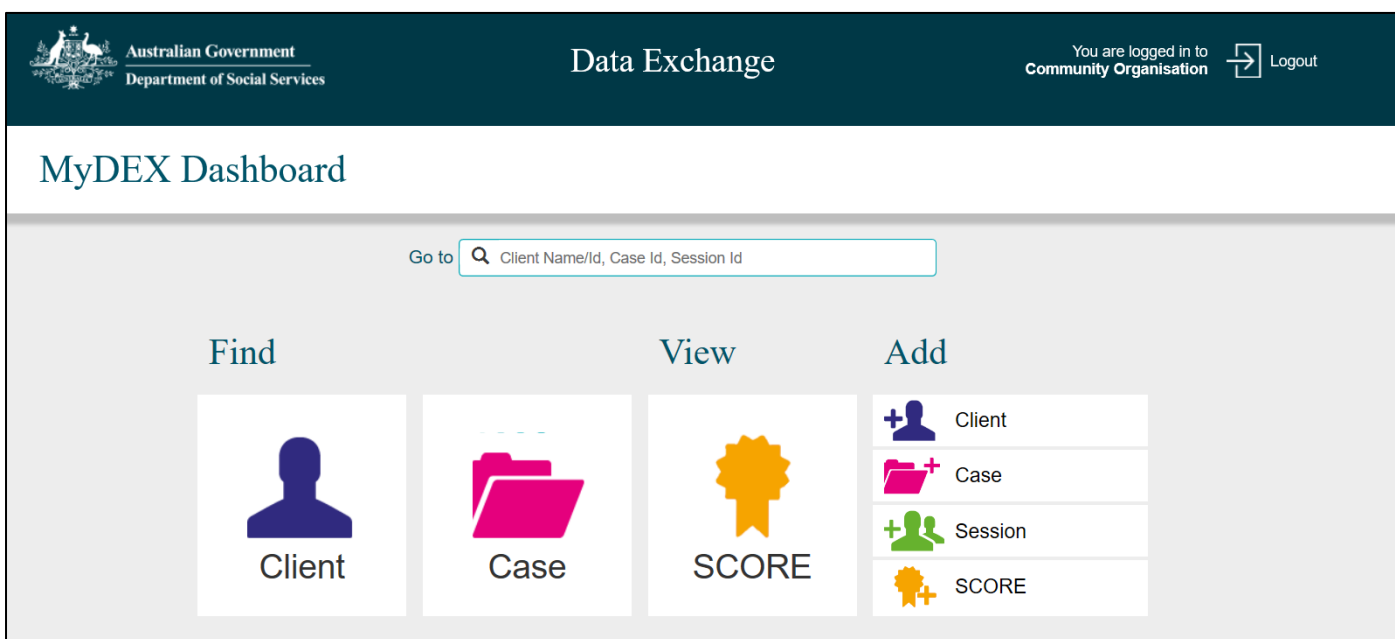 Australian Government
Department of Social Services
Data Exchange
You are logged in to
Community Organisation
Logout
MyDEX Dashboard
Go to
Client Name/Id, Case Id, Session Id
Find
View
Add
Client
Case
SCORE
Client
Case
Session
SCORE